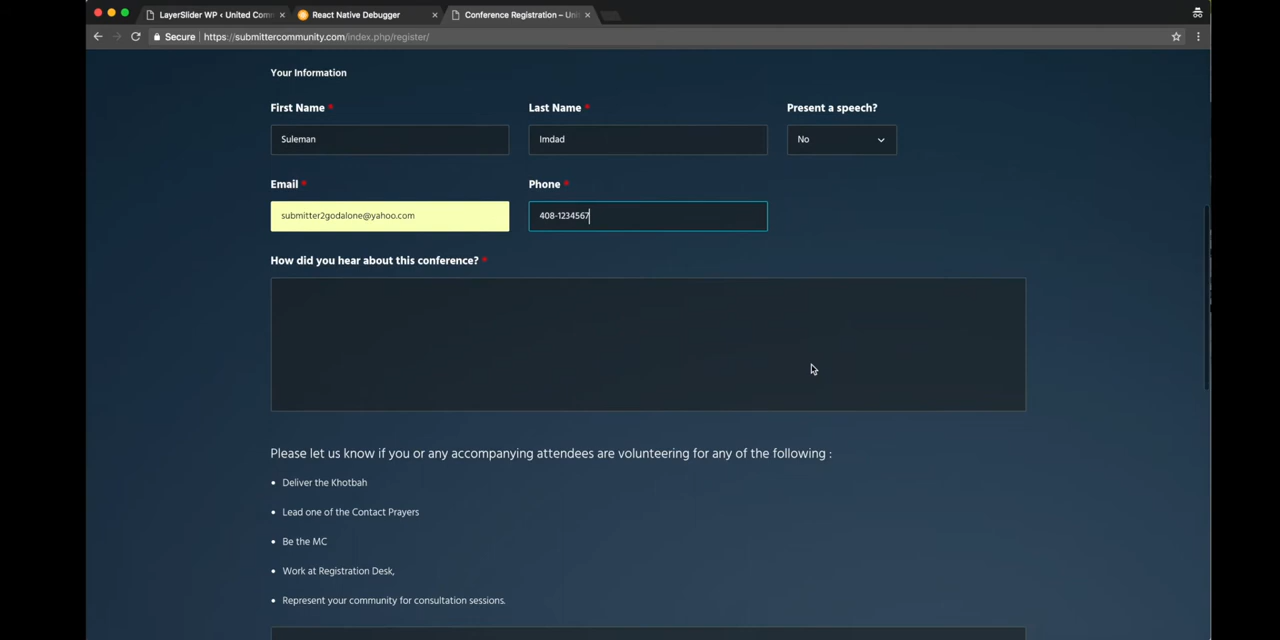 LayerSlider WP ‹ United Com
React Native Debugger
Conference Registration – Uni
Secure
https://submittercommunity.com/index.php/register/
Your Information
First Name *
Last Name *
Present a speech?
Suleman
Imdad
No
Email *
Phone *
submitter2godalone@yahoo.com
408-1234567
How did you hear about this conference? *
Please let us know if you or any accompanying attendees are volunteering for any of the following :
• Deliver the Khotbah
• Lead one of the Contact Prayers
• Be the MC
• Work at Registration Desk,
• Represent your community for consultation sessions.